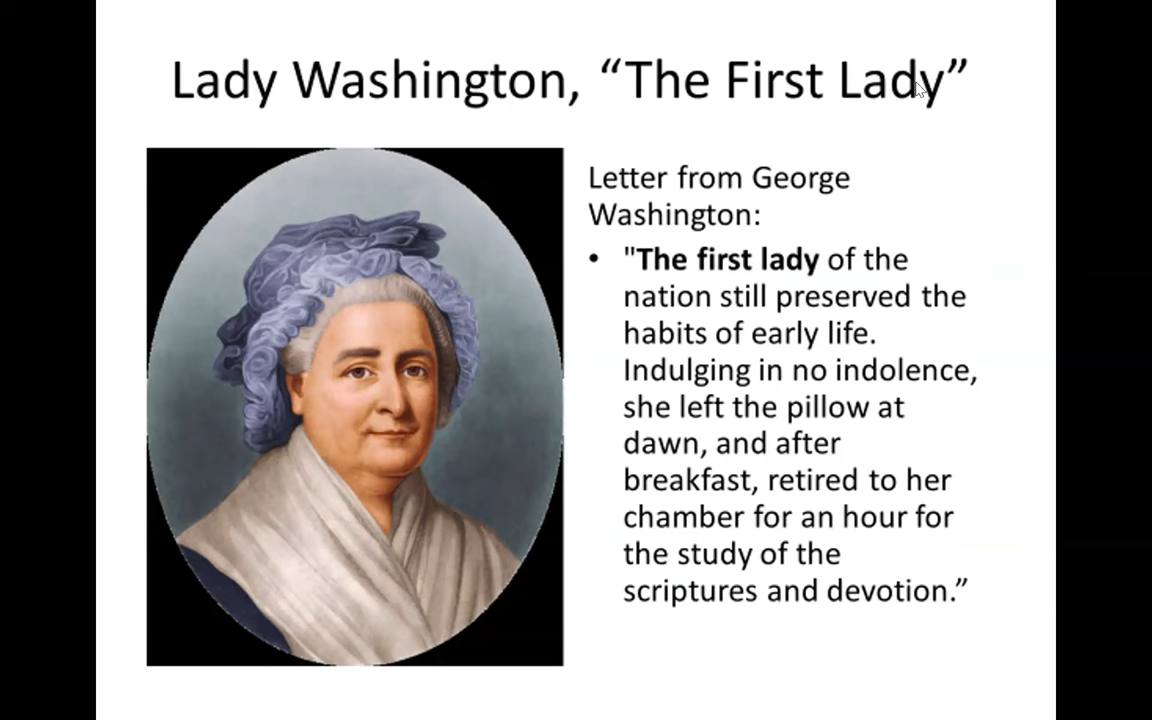 Lady Washington, “The First Lady”
Letter from George
Washington:
• "The first lady of the
nation still preserved the
habits of early life.
Indulging in no indolence,
she left the pillow at
dawn, and after
breakfast, retired to her
chamber for an hour for
the study of the
scriptures and devotion.”